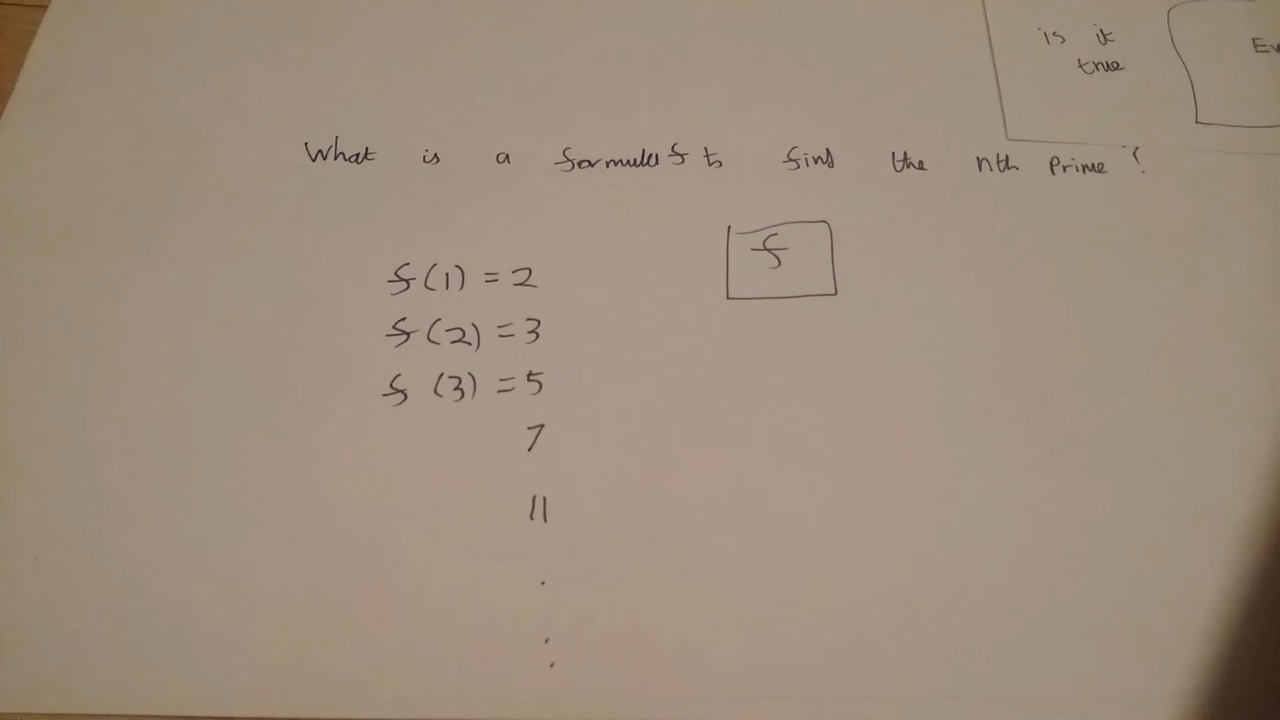 is it
true
Ev
What is a formula f to find the nth prime?
f
f(1) = 2
f(2) = 3
f (3) = 5
7
11
.
.
.